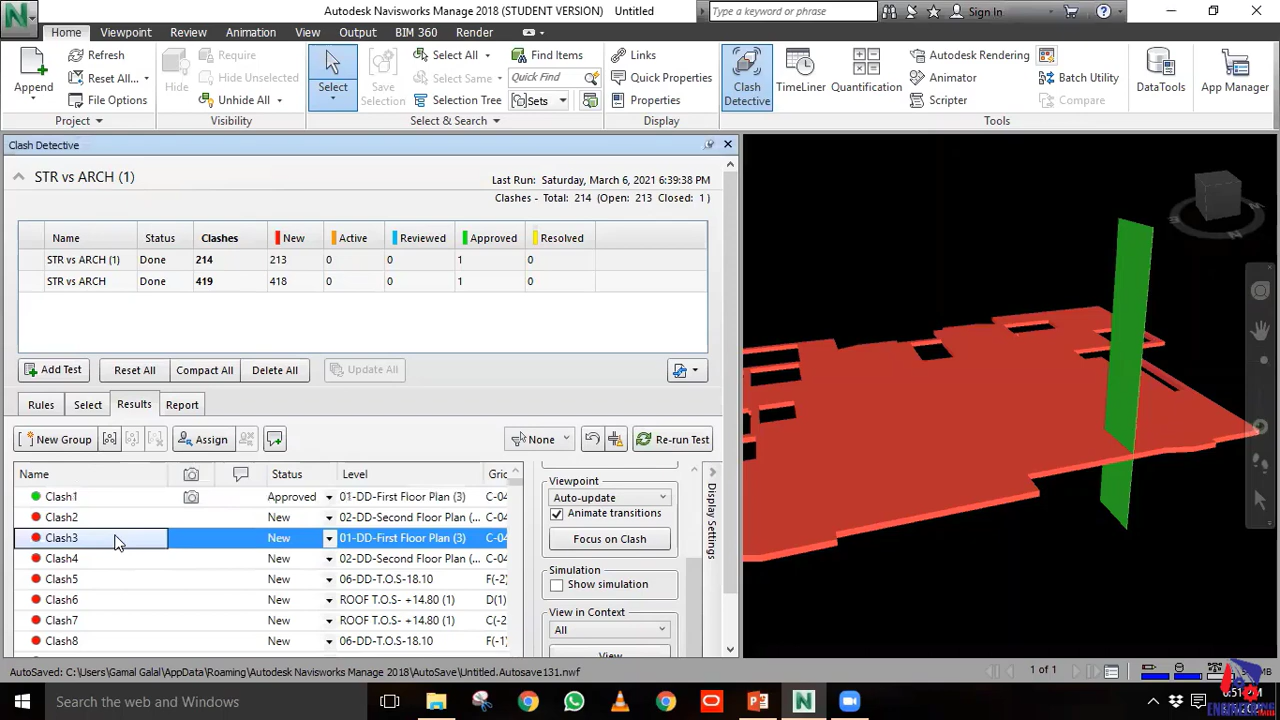 Autodesk Navisworks Manage 2018 (STUDENT VERSION) Untitled
Type a keyword or phrase
Sign In
Home Viewpoint Review Animation View Output BIM 360 Render
Append
Refresh
Reset All...
File Options
Project
Hide
Require
Hide Unselected
Unhide All
Visibility
Select
Save Selection
Select All
Select Same
Selection Tree
Find Items
Quick Find
Sets
Select & Search
Links
Quick Properties
Properties
Display
Clash Detective
TimeLiner
Quantification
Autodesk Rendering
Animator
Scripter
Batch Utility
Compare
Tools
DataTools
App Manager
Clash Detective
STR vs ARCH (1)
Last Run: Saturday, March 6, 2021 6:39:38 PM
Clashes - Total: 214 (Open: 213 Closed: 1 )
Name Status Clashes New Active Reviewed Approved Resolved
STR vs ARCH (1) Done 214 213 0 0 1 0
STR vs ARCH Done 419 418 0 0 1 0
Add Test Reset All Compact All Delete All Update All
Rules Select Results Report
New Group Assign None Re-run Test
Name Status Level
Clash1 Approved 01-DD-First Floor Plan (3) C-04
Clash2 New 02-DD-Second Floor Plan (...
Clash3 New 01-DD-First Floor Plan (3) C-04
Clash4 New 02-DD-Second Floor Plan (...
Clash5 New 06-DD-T.O.S-18.10 F(-2)
Clash6 New ROOF T.O.S- +14.80 (1) D(1)
Clash7 New ROOF T.O.S- +14.80 (1) C(-2
Clash8 New 06-DD-T.O.S-18.10 F(-2)
Viewpoint
Auto-update
Animate transitions
Focus on Clash
Simulation
Show simulation
View in Context
All
View
Display Settings
AutoSaved: C:\Users\Gamal Galal\AppData\Roaming\Autodesk Navisworks Manage 2018\AutoSave\Untitled.Autosave131.nwf
1 of 1
Search the web and Windows
ENGINEERING